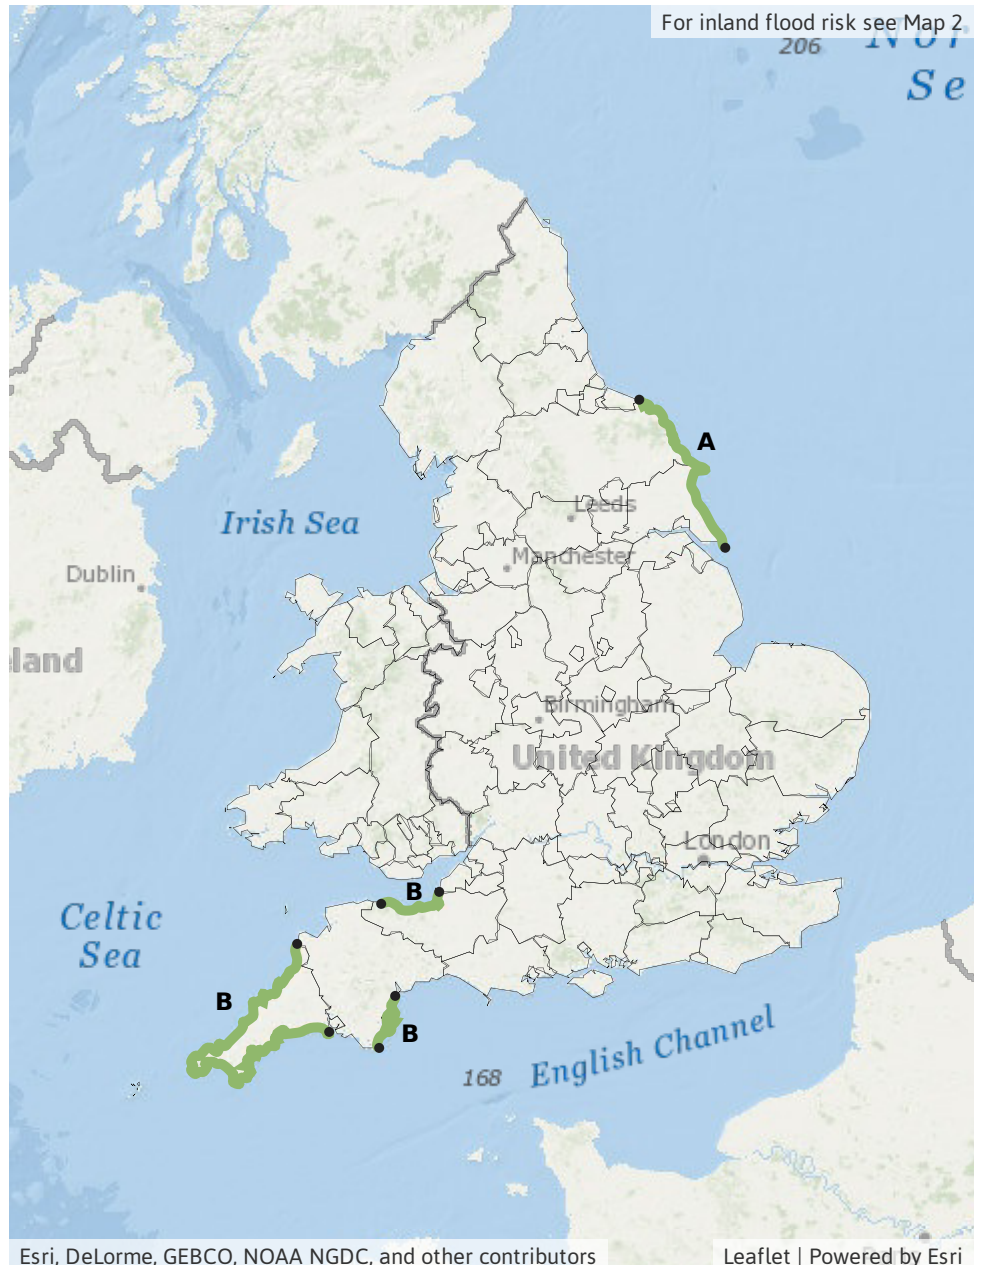 For inland flood risk see Map 2
206
Nor
Se
A
Leeds
Irish Sea
Manchester
Dublin
land
Birmingham
United Kingdom
London
B
Celtic
Sea
B
B
English Channel
168
Esri, DeLorme, GEBCO, NOAA NGDC, and other contributors
Leaflet | Powered by Esri